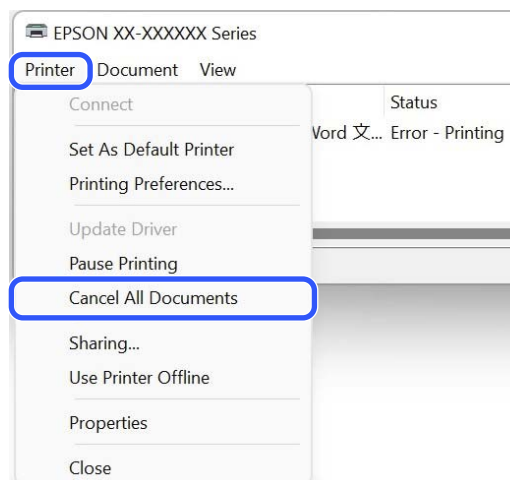 EPSON XX-XXXXXX Series
Printer Document View
Connect
Status
Word 文... Error - Printing
Set As Default Printer
Printing Preferences...
Update Driver
Pause Printing
Cancel All Documents
Sharing...
Use Printer Offline
Properties
Close